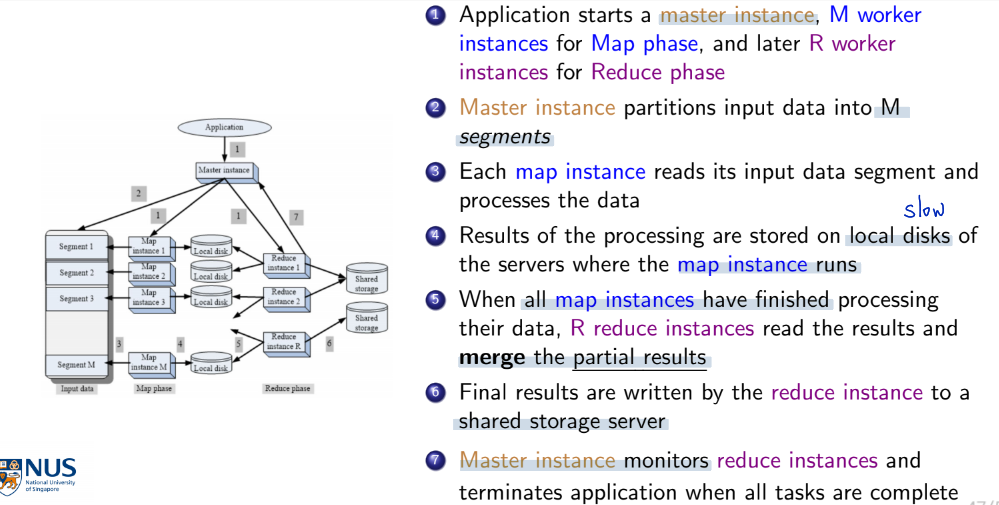 Application
1
Master instance
2
1
1
7
Segment 1
Segment 2
Segment 3
Segment M
Map
instance 1
Map
instance 2
Map
instance 3
Map
instance M
Local disk
Local disk
Local disk
Local disk
Reduce
instance 1
Reduce
instance 2
Reduce
instance R
Shared
storage
Shared
storage
3
4
5
6
Input data
Map phase
Reduce phase
NUS
National University
of Singapore
1 Application starts a master instance, M worker
instances for Map phase, and later R worker
instances for Reduce phase
2 Master instance partitions input data into M
segments
3 Each map instance reads its input data segment and
processes the data
slow
4 Results of the processing are stored on local disks of
the servers where the map instance runs
5 When all map instances have finished processing
their data, R reduce instances read the results and
merge the partial results
6 Final results are written by the reduce instance to a
shared storage server
7 Master instance monitors reduce instances and
terminates application when all tasks are complete